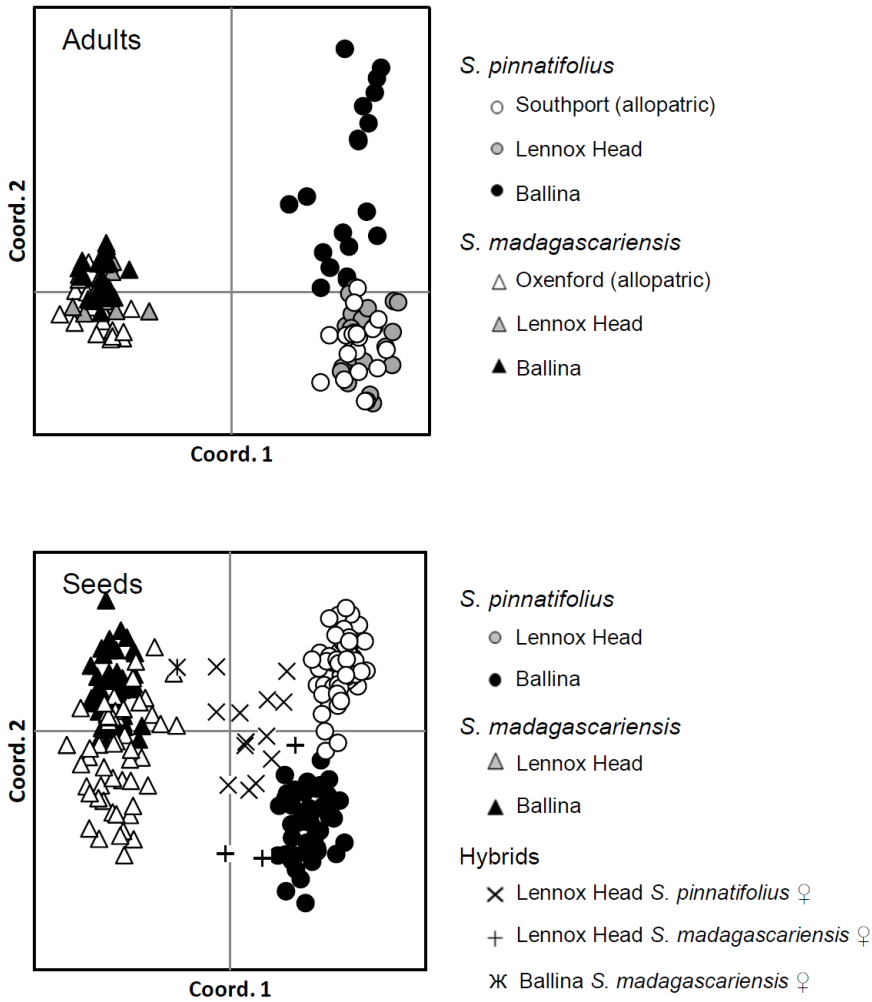 Adults
Coord. 2
Coord. 1
S. pinnatifolius
Southport (allopatric)
Lennox Head
Ballina
S. madagascariensis
Oxenford (allopatric)
Lennox Head
Ballina
Seeds
Coord.2
Coord. 1
S. pinnatifolius
Lennox Head
Ballina
S. madagascariensis
Lennox Head
Ballina
Hybrids
Lennox Head S. pinnatifolius ♀
Lennox Head S. madagascariensis ♀
Ballina S. madagascariensis ♀